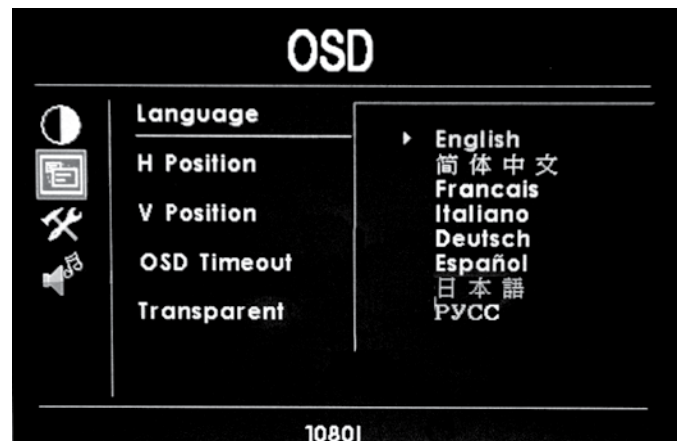 OSD
Language
H Position
V Position
OSD Timeout
Transparent
English
简体中文
Francais
Italiano
Deutsch
Español
日本語
РУСС
1080I